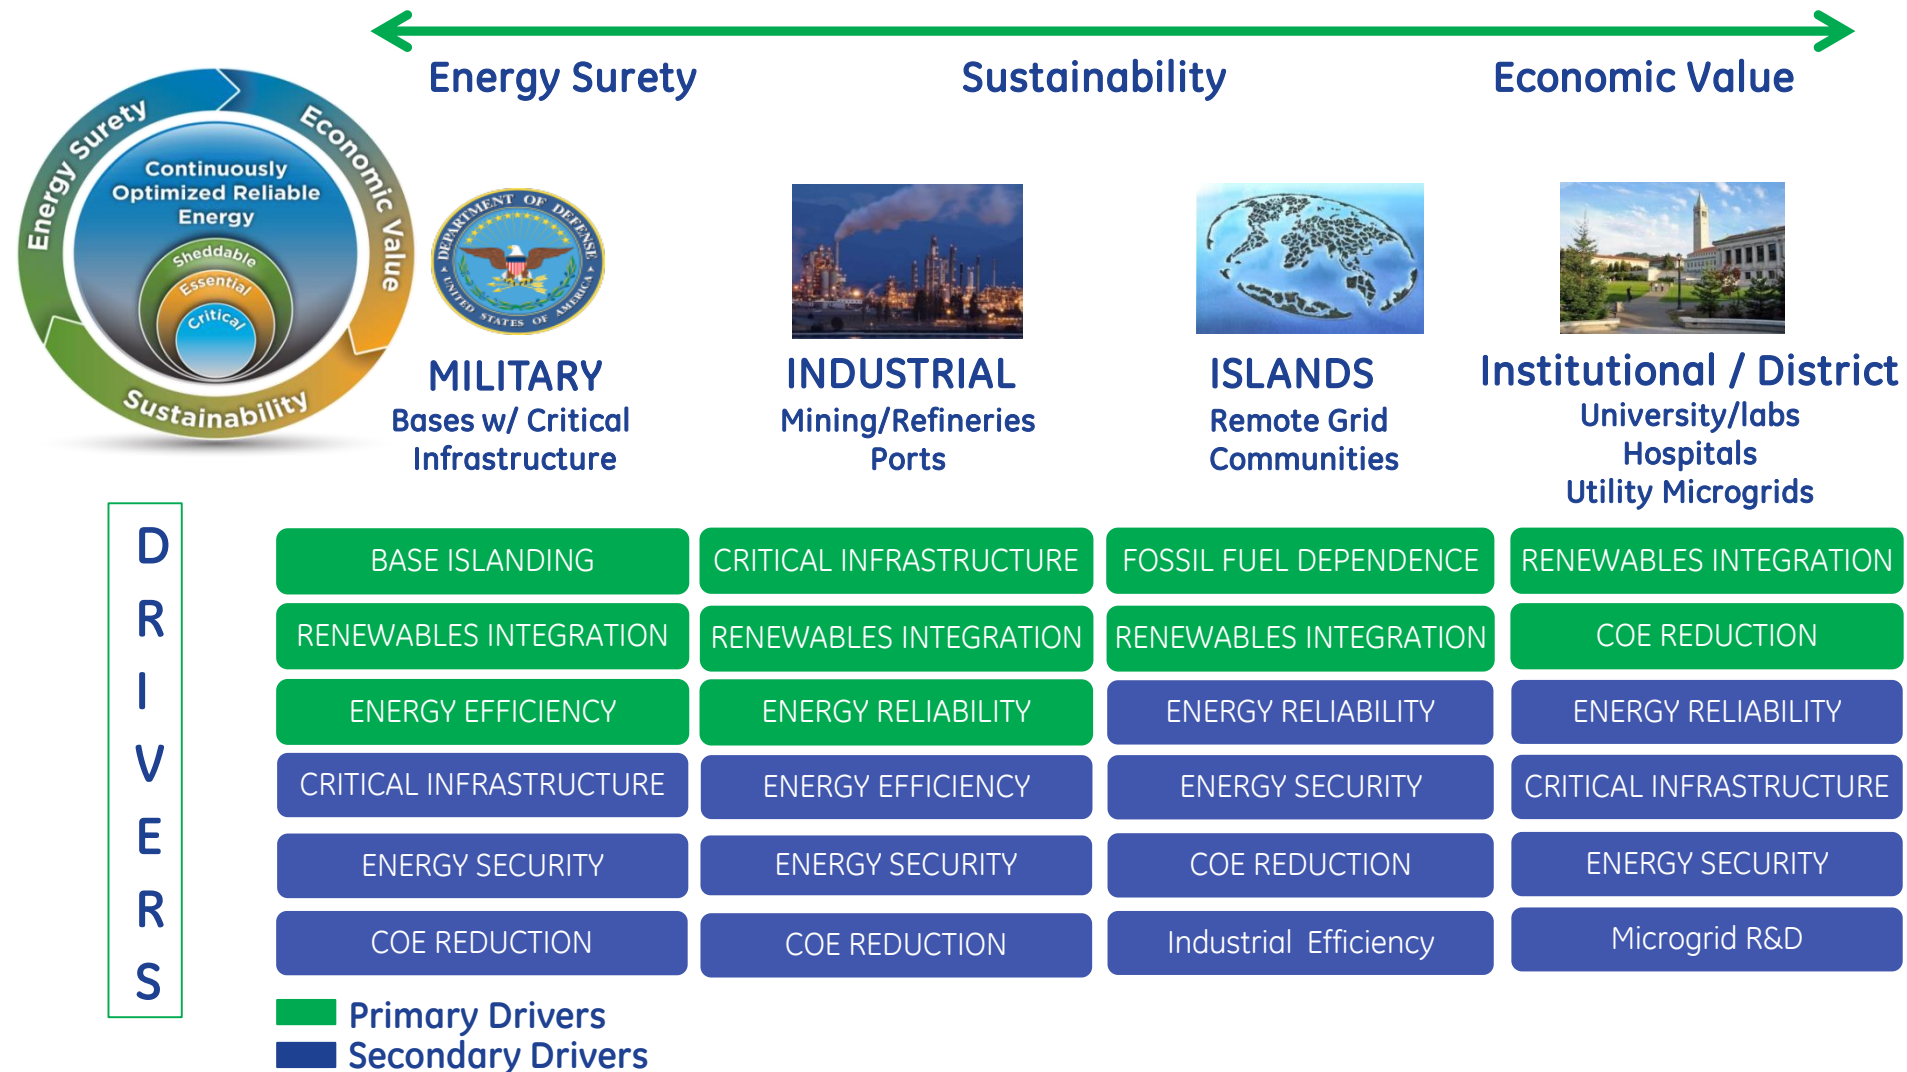 Energy Surety
Sustainability
Economic Value
Energy Surety
Economic Value
Sustainability
Continuously
Optimized Reliable
Energy
Sheddable
Essential
Critical
DEPARTMENT OF DEFENSE
UNITED STATES OF AMERICA
MILITARY
Bases w/ Critical
Infrastructure
INDUSTRIAL
Mining/Refineries
Ports
ISLANDS
Remote Grid
Communities
Institutional / District
University/labs
Hospitals
Utility Microgrids
D
R
I
V
E
R
S
BASE ISLANDING
CRITICAL INFRASTRUCTURE
FOSSIL FUEL DEPENDENCE
RENEWABLES INTEGRATION
RENEWABLES INTEGRATION
RENEWABLES INTEGRATION
RENEWABLES INTEGRATION
COE REDUCTION
ENERGY EFFICIENCY
ENERGY RELIABILITY
ENERGY RELIABILITY
ENERGY RELIABILITY
CRITICAL INFRASTRUCTURE
ENERGY EFFICIENCY
ENERGY SECURITY
CRITICAL INFRASTRUCTURE
ENERGY SECURITY
ENERGY SECURITY
COE REDUCTION
ENERGY SECURITY
COE REDUCTION
COE REDUCTION
Industrial Efficiency
Microgrid R&D
Primary Drivers
Secondary Drivers